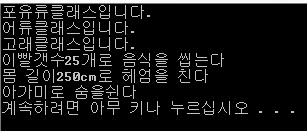 포유류클래스입니다.
어류클래스입니다.
고래클래스입니다.
이빨갯수25개로 음식을 씹는다
몸 길이250cm로 헤엄을 친다
아가미로 숨을쉰다
계속하려면 아무 키나 누르십시오 . . .